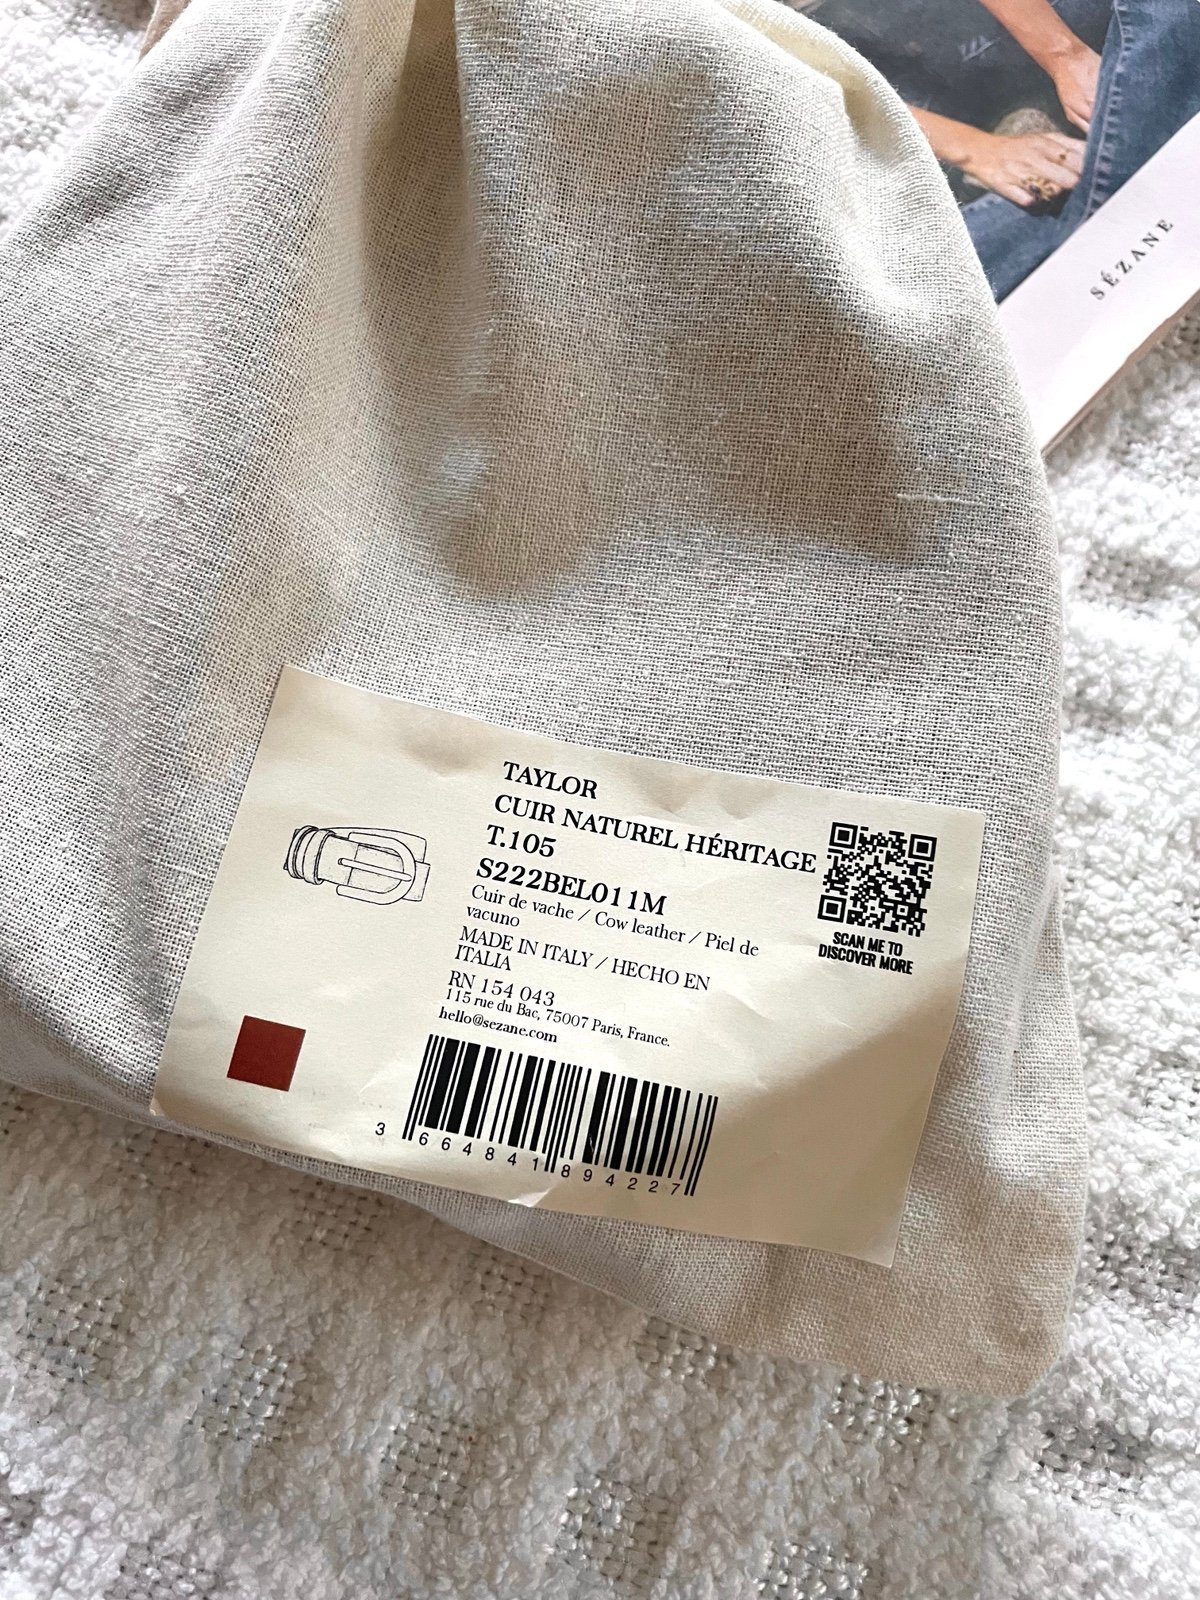 SÉZANE
TAYLOR
CUIR NATUREL HÉRITAGE
T.105
S222BEL011M
Cuir de vache / Cow leather / Piel de
vacuno
MADE IN ITALY / HECHO EN
ITALIA
RN 154 043
115 rue du Bac, 75007 Paris, France.
hello@sezane.com
SCAN ME TO
DISCOVER MORE
3 664841 894227